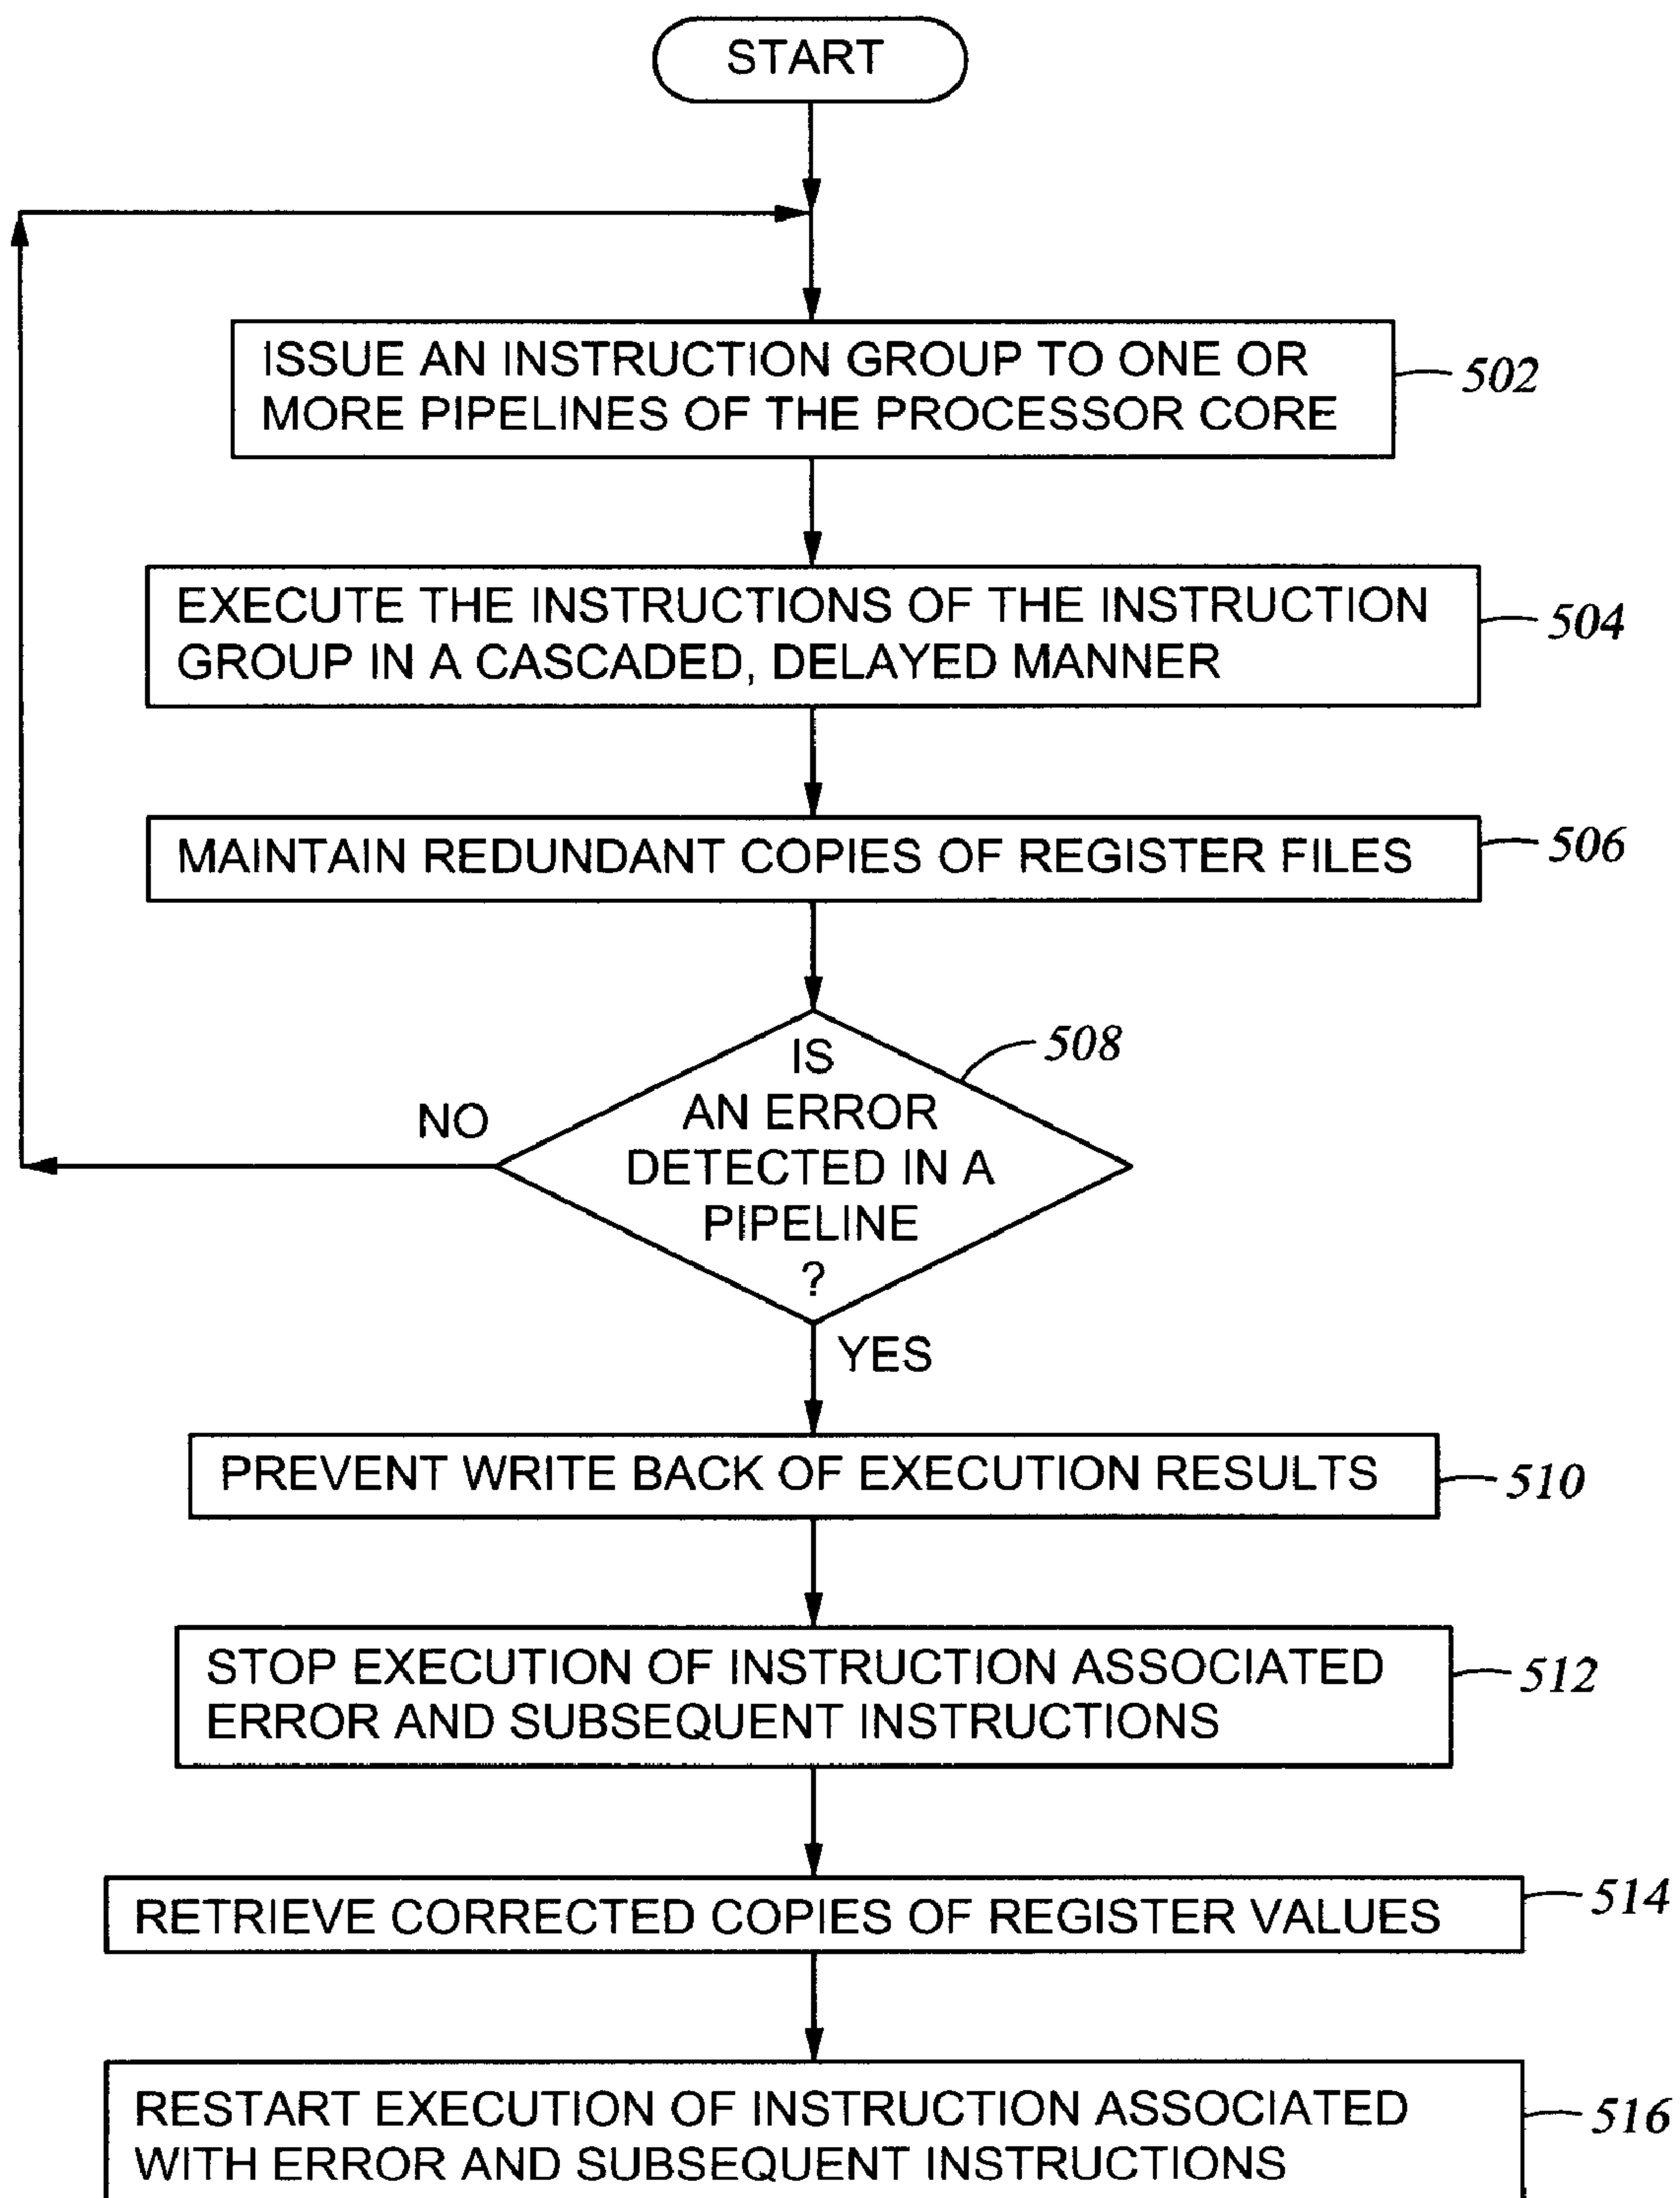 START
ISSUE AN INSTRUCTION GROUP TO ONE OR
MORE PIPELINES OF THE PROCESSOR CORE
502
EXECUTE THE INSTRUCTIONS OF THE INSTRUCTION
GROUP IN A CASCADED, DELAYED MANNER
504
MAINTAIN REDUNDANT COPIES OF REGISTER FILES
506
IS
AN ERROR
DETECTED IN A
PIPELINE
?
508
NO
YES
PREVENT WRITE BACK OF EXECUTION RESULTS
510
STOP EXECUTION OF INSTRUCTION ASSOCIATED
ERROR AND SUBSEQUENT INSTRUCTIONS
512
RETRIEVE CORRECTED COPIES OF REGISTER VALUES
514
RESTART EXECUTION OF INSTRUCTION ASSOCIATED
WITH ERROR AND SUBSEQUENT INSTRUCTIONS
516